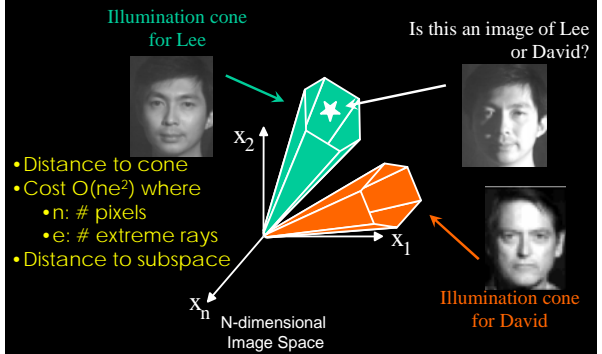 Illumination cone
for Lee
Is this an image of Lee
or David?
x2
•Distance to cone
•Cost O(ne²) where
•n: # pixels
•e: # extreme rays
•Distance to subspace
x1
xn
N-dimensional
Image Space
Illumination cone
for David